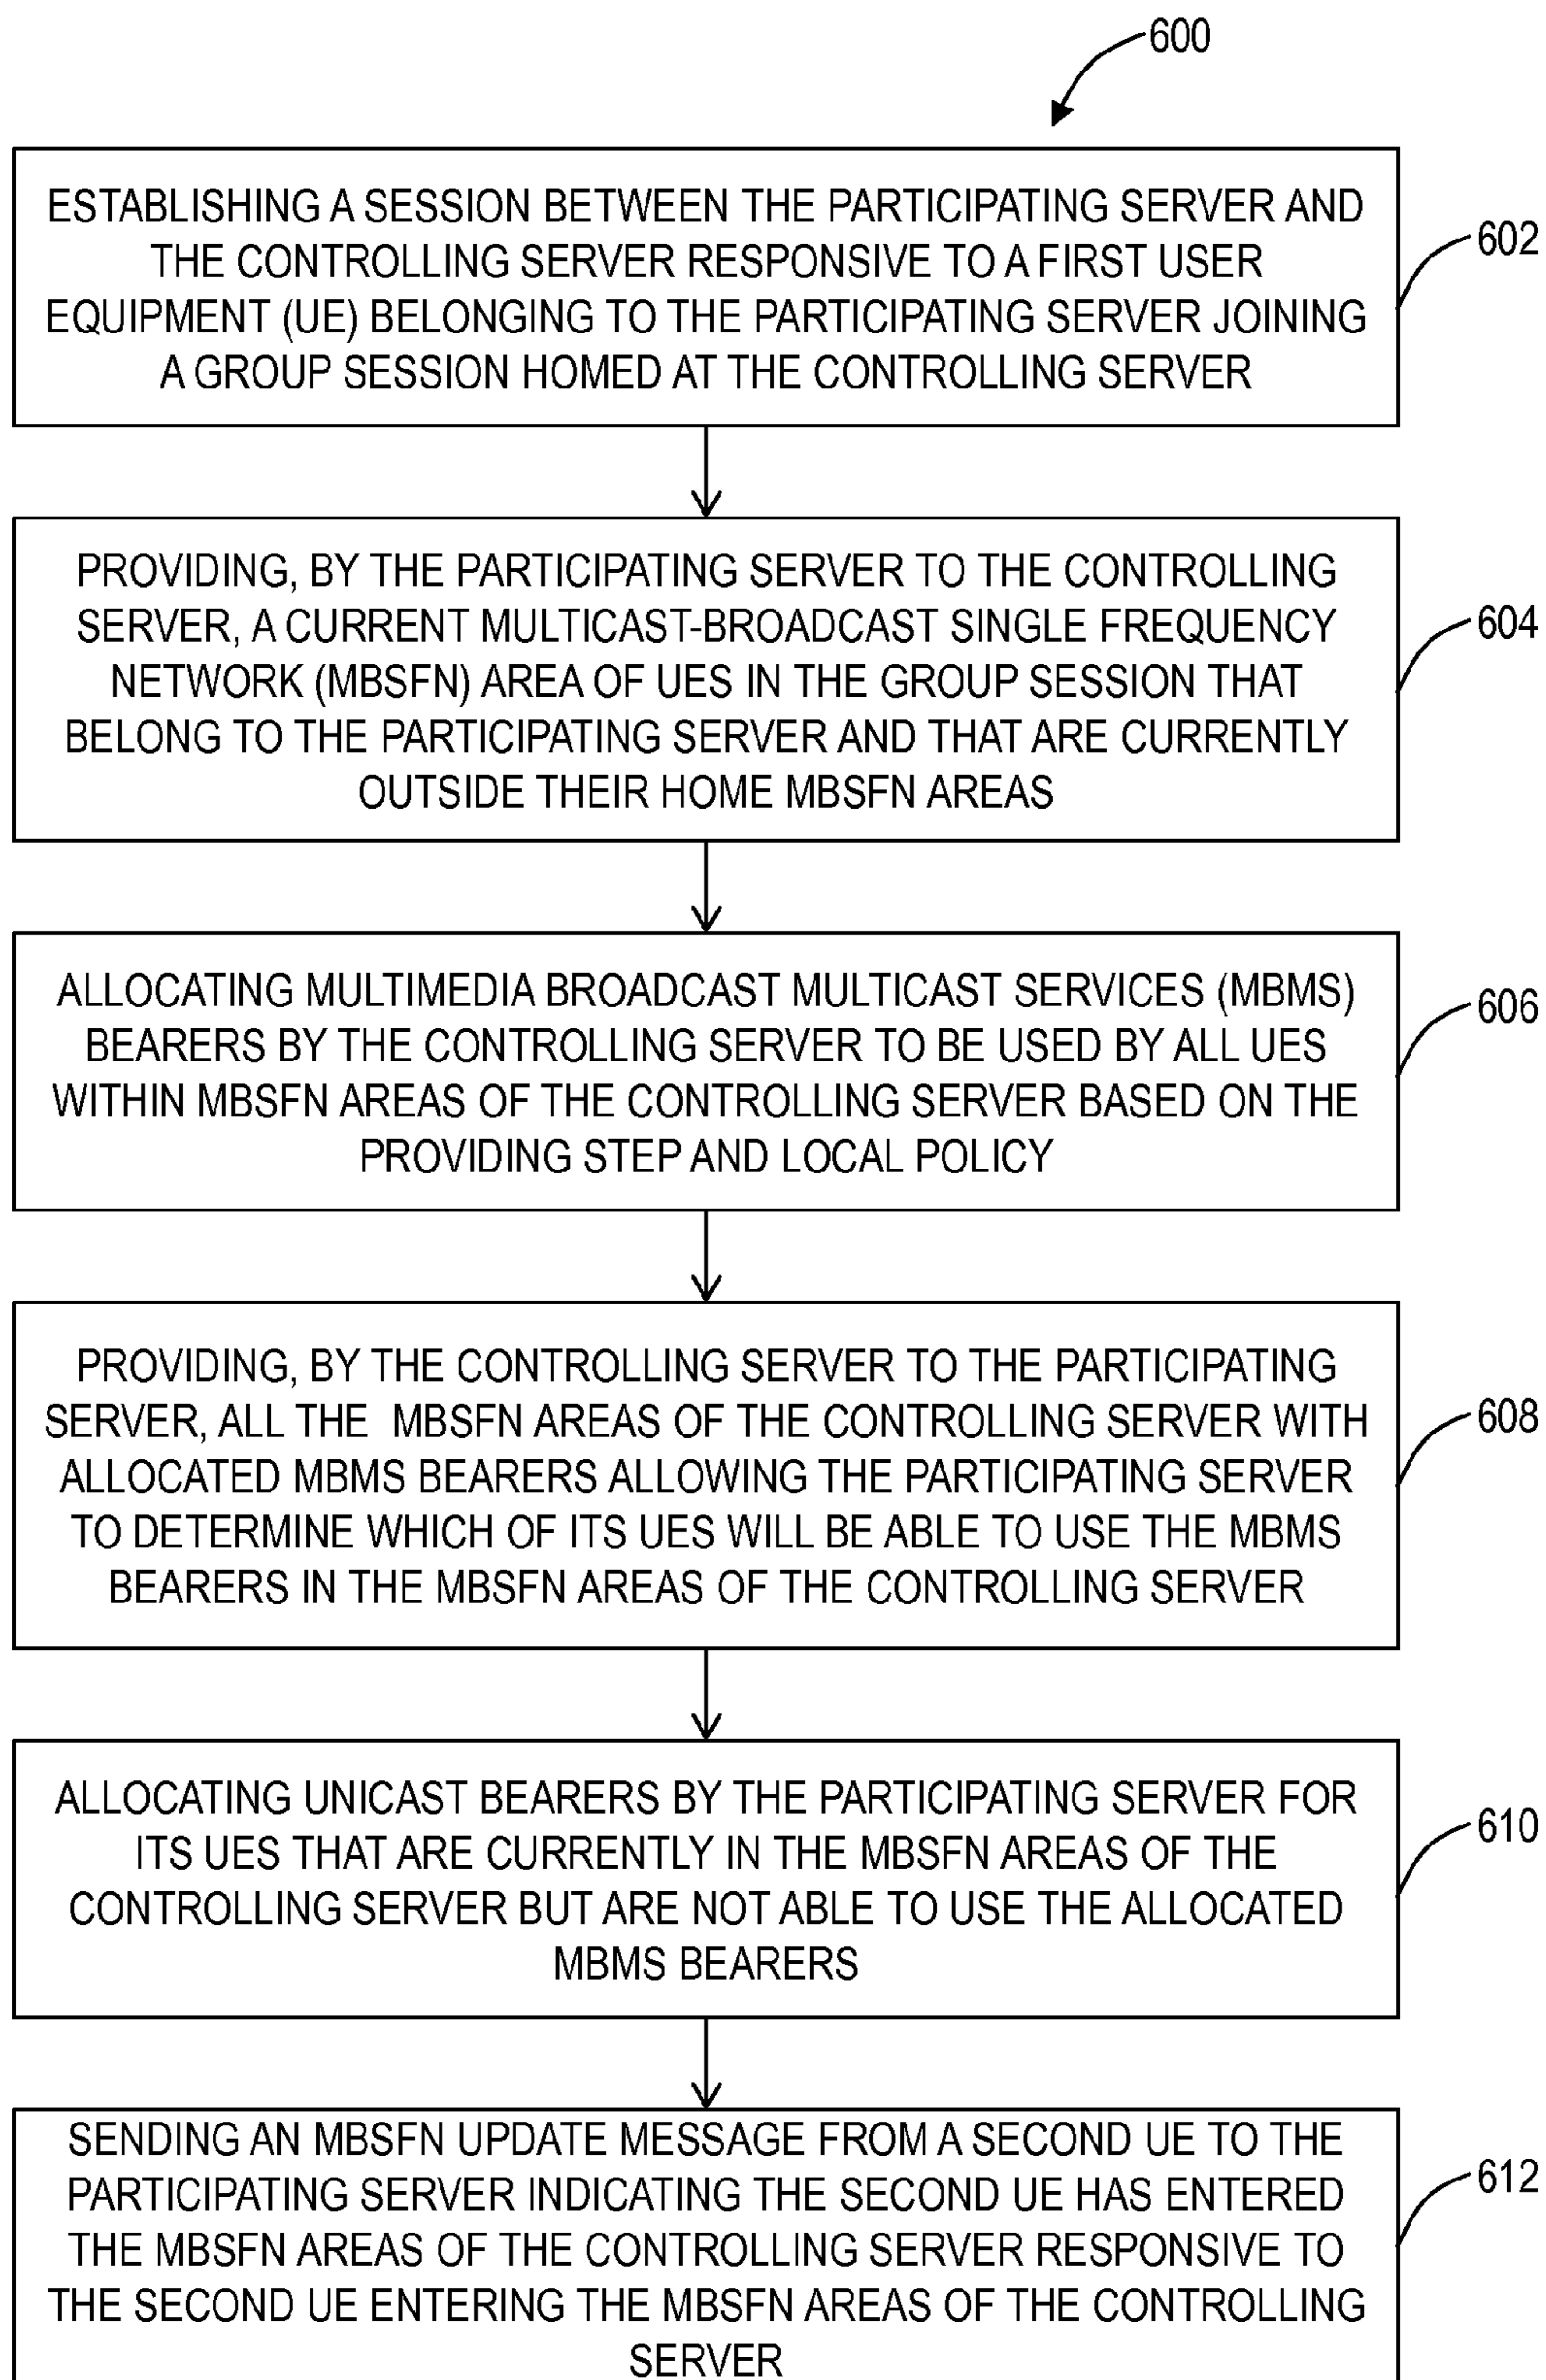 600
ESTABLISHING A SESSION BETWEEN THE PARTICIPATING SERVER AND
THE CONTROLLING SERVER RESPONSIVE TO A FIRST USER
EQUIPMENT (UE) BELONGING TO THE PARTICIPATING SERVER JOINING
A GROUP SESSION HOMED AT THE CONTROLLING SERVER
602
PROVIDING, BY THE PARTICIPATING SERVER TO THE CONTROLLING
SERVER, A CURRENT MULTICAST-BROADCAST SINGLE FREQUENCY
NETWORK (MBSFN) AREA OF UES IN THE GROUP SESSION THAT
BELONG TO THE PARTICIPATING SERVER AND THAT ARE CURRENTLY
OUTSIDE THEIR HOME MBSFN AREAS
604
ALLOCATING MULTIMEDIA BROADCAST MULTICAST SERVICES (MBMS)
BEARERS BY THE CONTROLLING SERVER TO BE USED BY ALL UES
WITHIN MBSFN AREAS OF THE CONTROLLING SERVER BASED ON THE
PROVIDING STEP AND LOCAL POLICY
606
PROVIDING, BY THE CONTROLLING SERVER TO THE PARTICIPATING
SERVER, ALL THE MBSFN AREAS OF THE CONTROLLING SERVER WITH
ALLOCATED MBMS BEARERS ALLOWING THE PARTICIPATING SERVER
TO DETERMINE WHICH OF ITS UES WILL BE ABLE TO USE THE MBMS
BEARERS IN THE MBSFN AREAS OF THE CONTROLLING SERVER
608
ALLOCATING UNICAST BEARERS BY THE PARTICIPATING SERVER FOR
ITS UES THAT ARE CURRENTLY IN THE MBSFN AREAS OF THE
CONTROLLING SERVER BUT ARE NOT ABLE TO USE THE ALLOCATED
MBMS BEARERS
610
SENDING AN MBSFN UPDATE MESSAGE FROM A SECOND UE TO THE
PARTICIPATING SERVER INDICATING THE SECOND UE HAS ENTERED
THE MBSFN AREAS OF THE CONTROLLING SERVER RESPONSIVE TO
THE SECOND UE ENTERING THE MBSFN AREAS OF THE CONTROLLING
SERVER
612